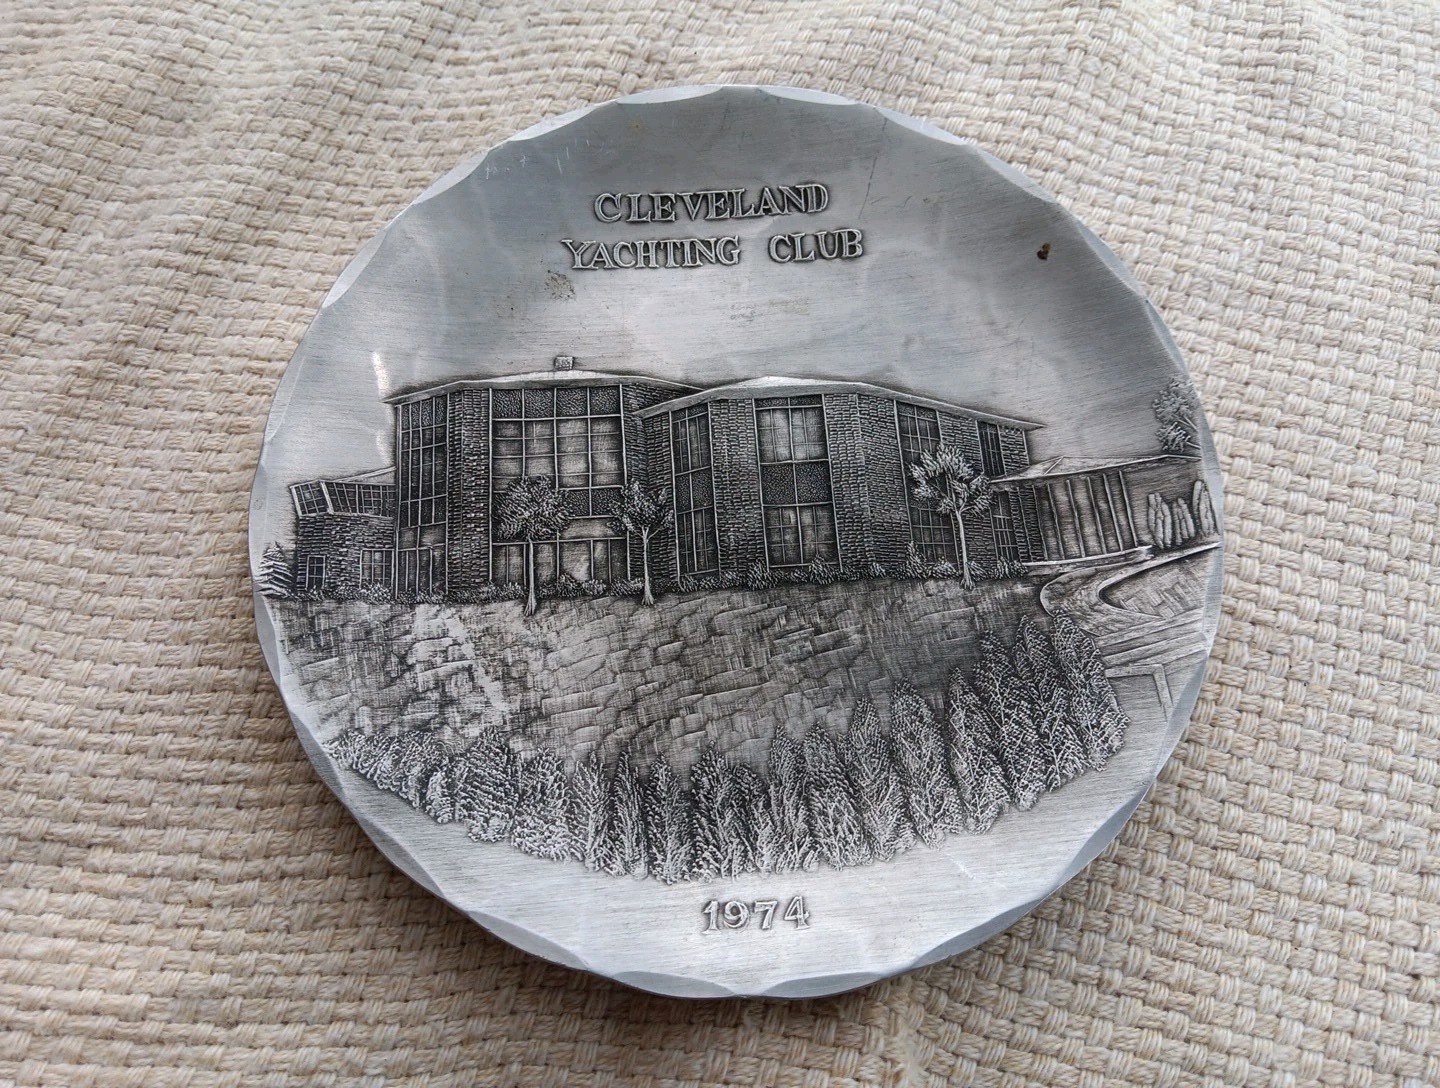 CLEVELAND
YACHTING CLUB
1974